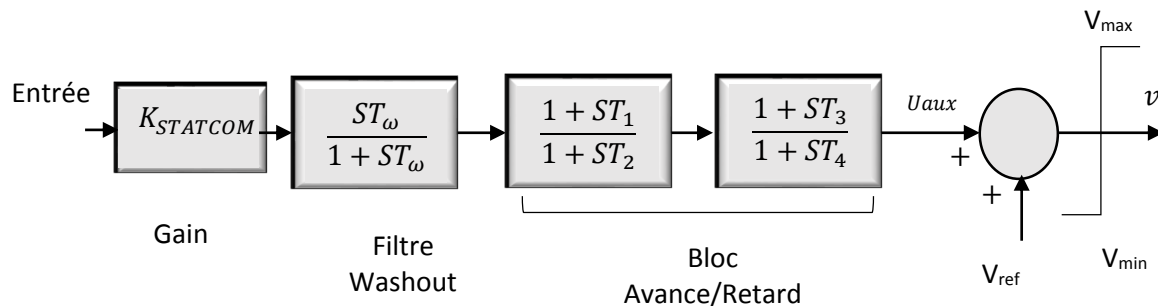 V_max
Entrée
K_STATCOM
ST_ω
1 + ST_ω
1 + ST_1
1 + ST_2
1 + ST_3
1 + ST_4
Uaux
v
+
+
Gain
Filtre
Washout
Bloc
Avance/Retard
V_ref
V_min